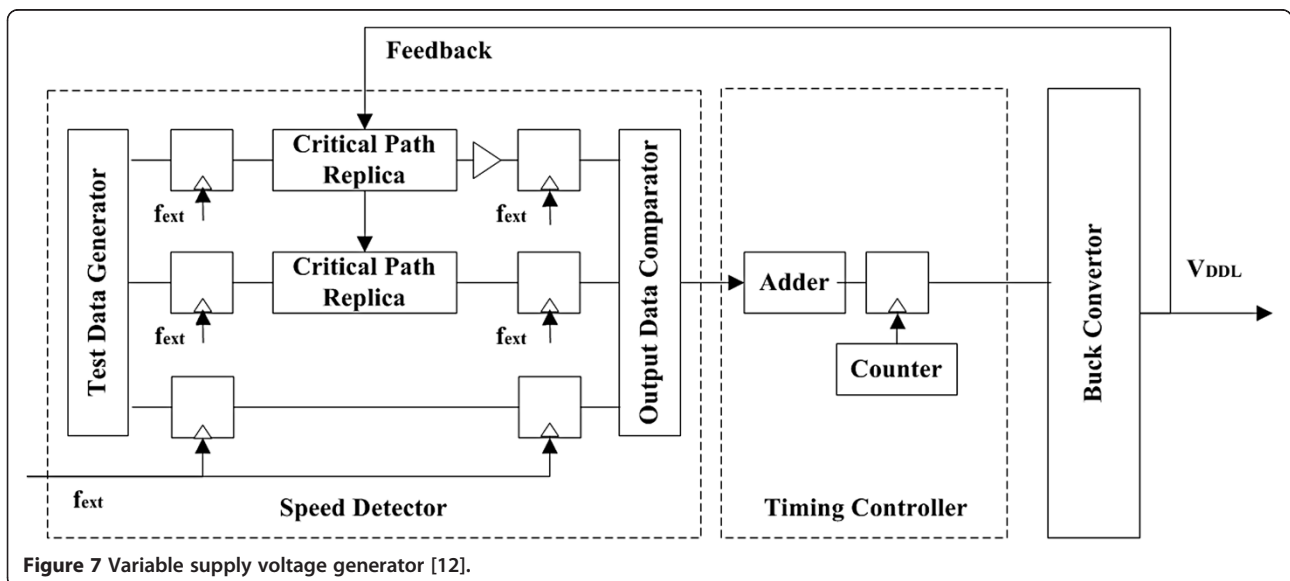 Feedback
Test Data Generator
Critical Path
Replica
fext
fext
Critical Path
Replica
fext
fext
Output Data Comparator
fext
Speed Detector
Adder
Counter
Timing Controller
Buck Convertor
VDDL
Figure 7 Variable supply voltage generator [12].